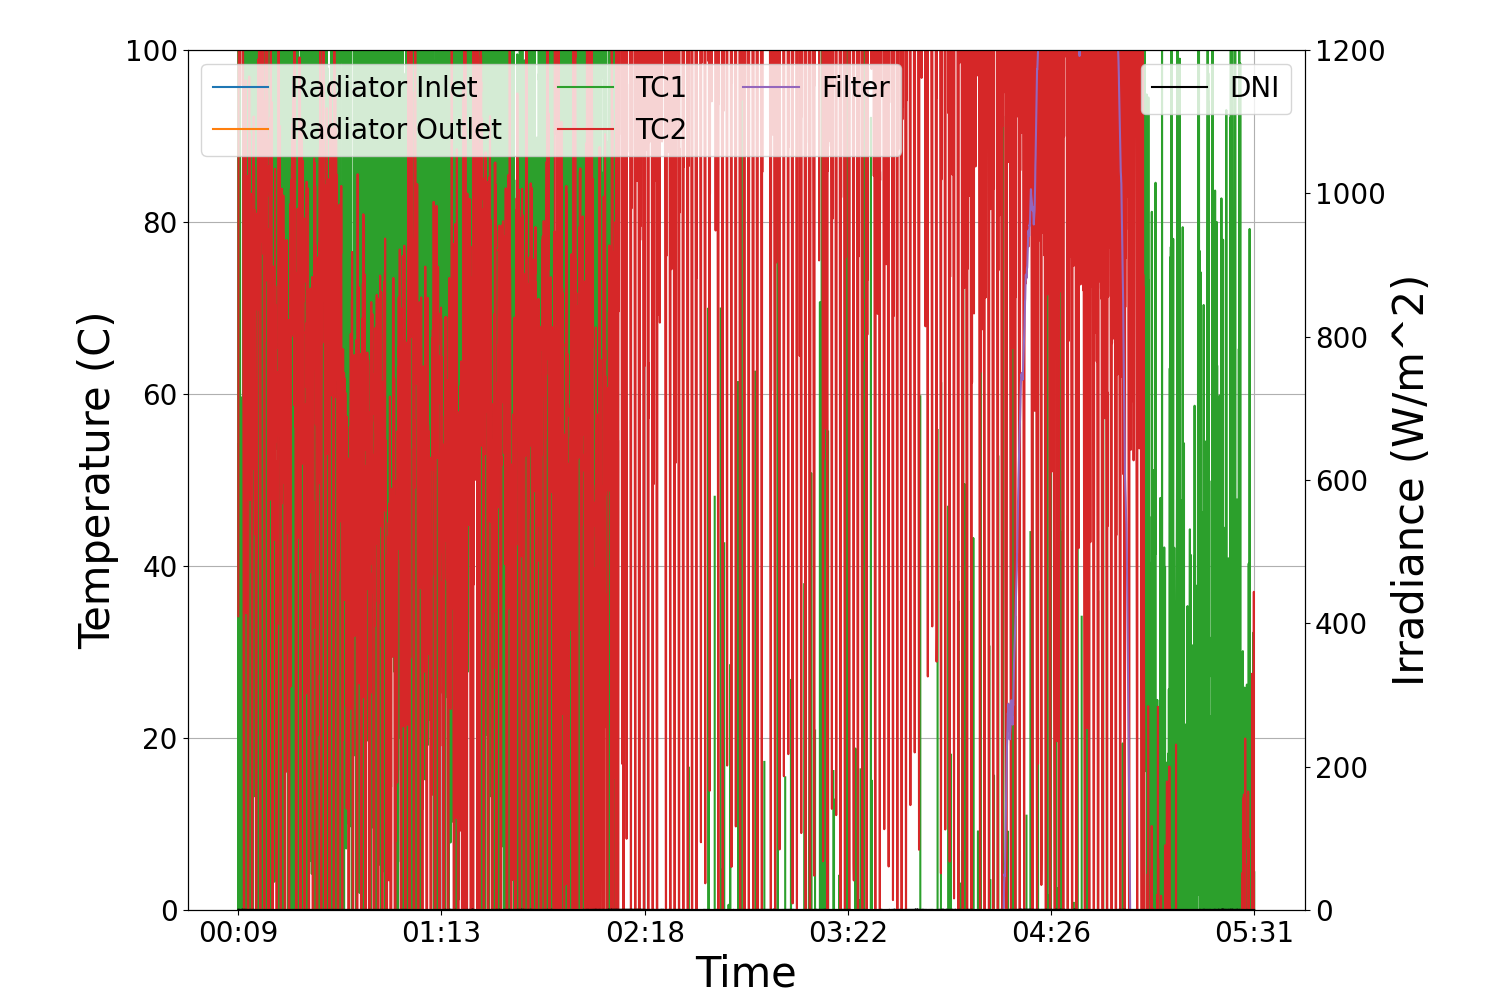 100
80
60
40
20
0
Temperature (C)
Radiator Inlet
Radiator Outlet
TC1
TC2
Filter
DNI
1200
1000
800
600
400
200
0
Irradiance (W/m^2)
00:09
01:13
02:18
03:22
04:26
05:31
Time